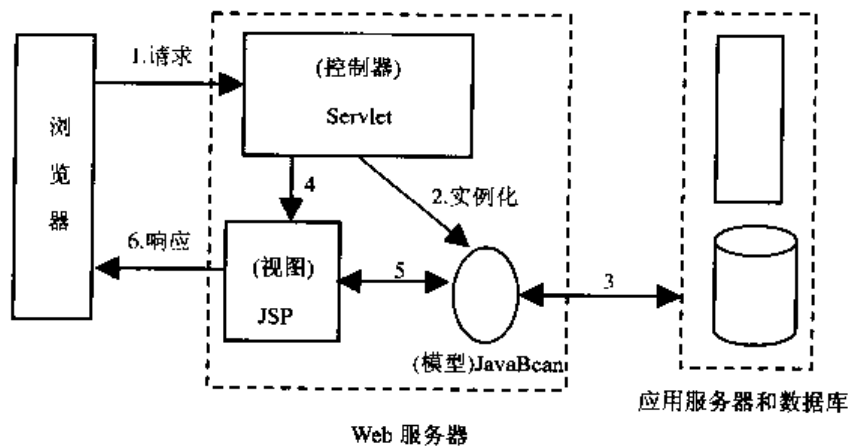 1.请求
(控制器)
Servlet
浏
览
器
4
2.实例化
6.响应
(视图)
JSP
5
3
(模型)JavaBcan
应用服务器和数据库
Web 服务器